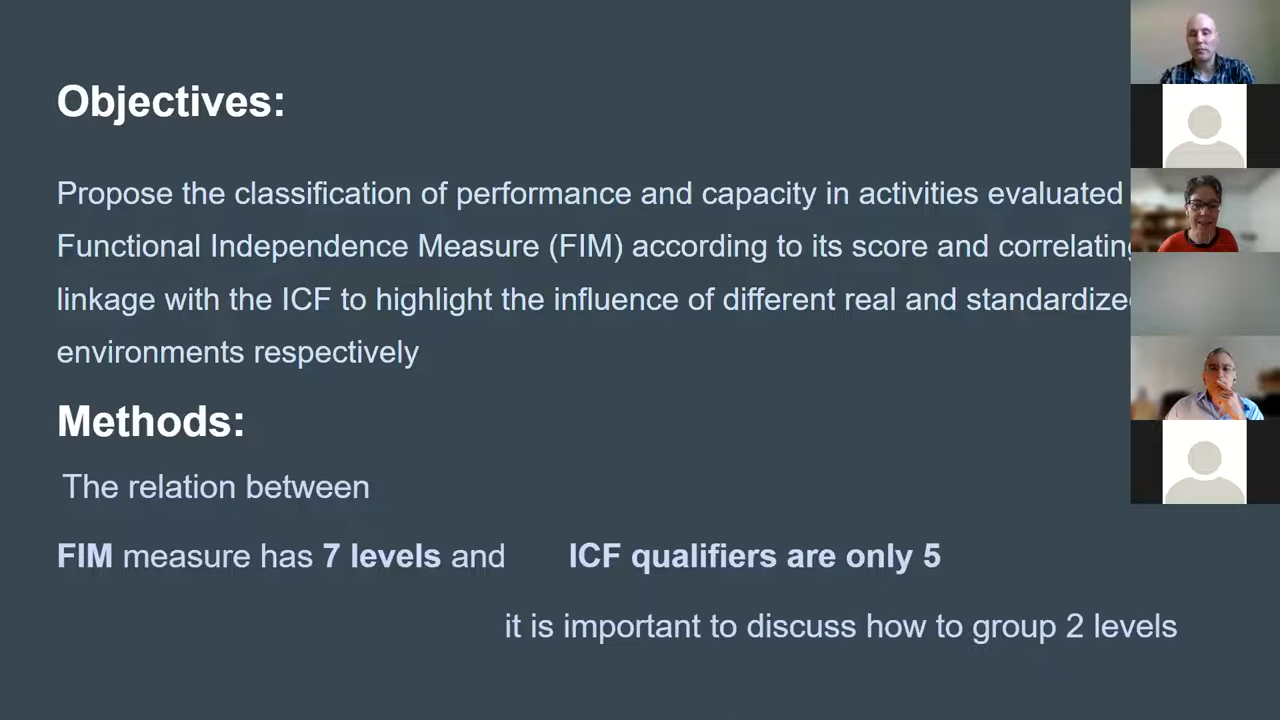 Objectives:
Propose the classification of performance and capacity in activities evaluated
Functional Independence Measure (FIM) according to its score and correlating
linkage with the ICF to highlight the influence of different real and standardized
environments respectively
Methods:
The relation between
FIM measure has 7 levels and ICF qualifiers are only 5
it is important to discuss how to group 2 levels